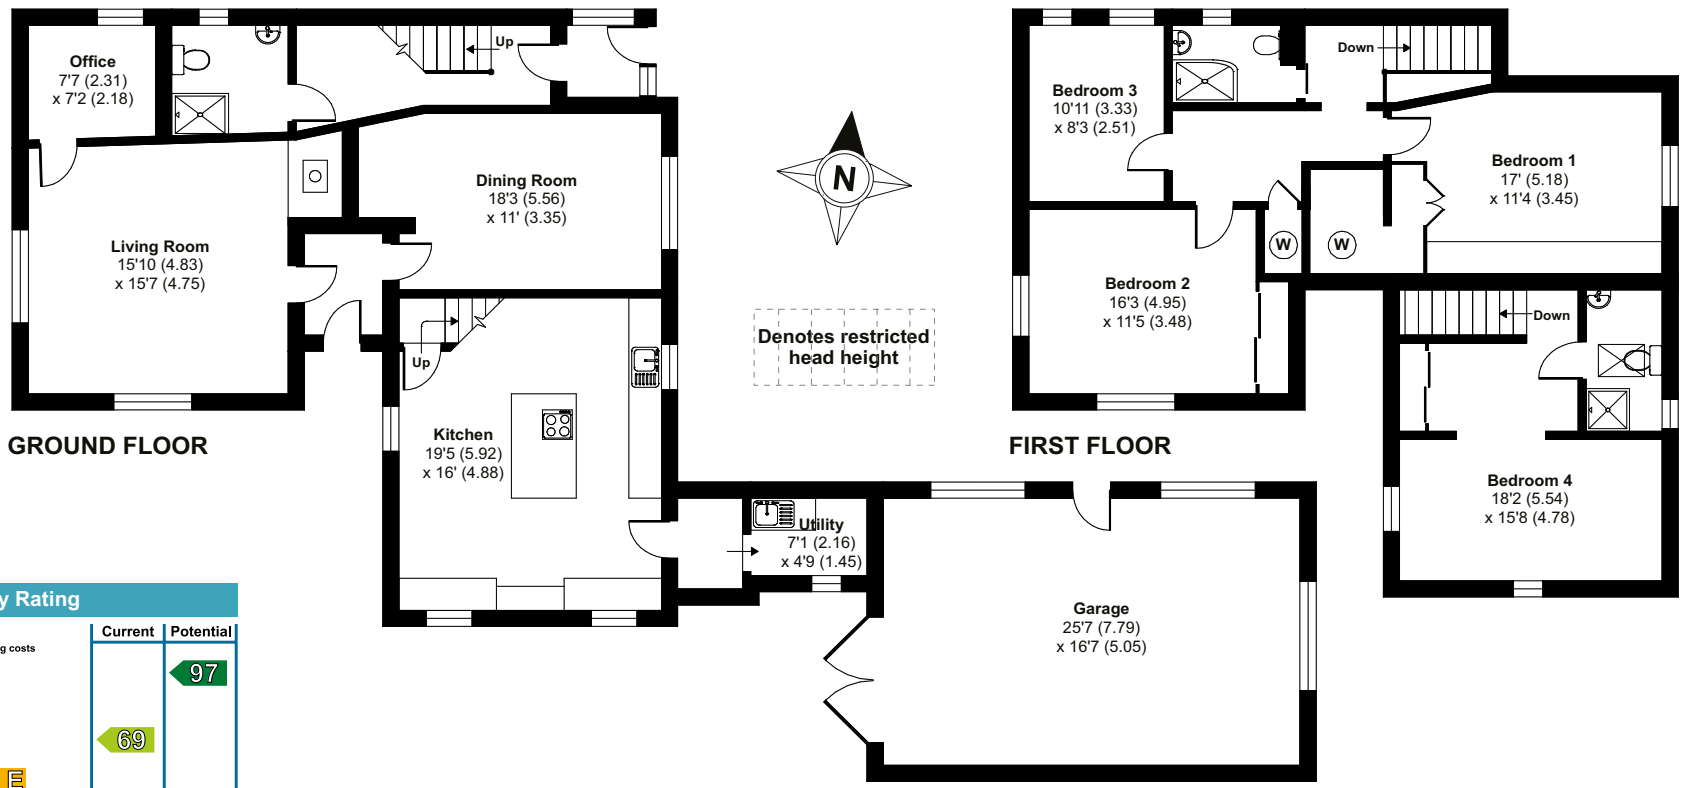 Office
7'7 (2.31)
x 7'2 (2.18)
Up
Living Room
15'10 (4.83)
x 15'7 (4.75)
Dining Room
18'3 (5.56)
x 11' (3.35)
Up
Kitchen
19'5 (5.92)
x 16' (4.88)
GROUND FLOOR
Utility
7'1 (2.16)
x 4'9 (1.45)
Garage
25'7 (7.79)
x 16'7 (5.05)
N
Denotes restricted
head height
Bedroom 3
10'11 (3.33)
x 8'3 (2.51)
Down
Bedroom 1
17' (5.18)
x 11'4 (3.45)
W
W
Bedroom 2
16'3 (4.95)
x 11'5 (3.48)
FIRST FLOOR
Down
Bedroom 4
18'2 (5.54)
x 15'8 (4.78)
y Rating
Current Potential
g costs
97
69
E